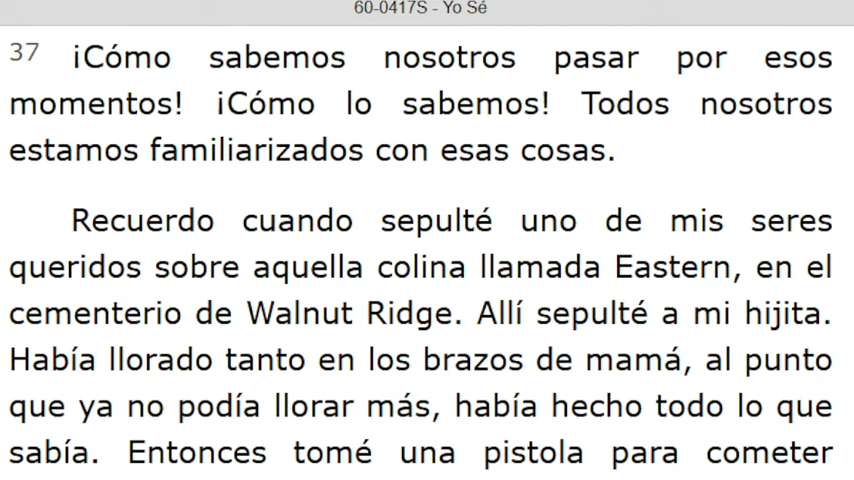 60-0417S - Yo Sé
37 ¡Cómo sabemos nosotros pasar por esos
momentos! ¡Cómo lo sabemos! Todos nosotros
estamos familiarizados con esas cosas.
Recuerdo cuando sepulté uno de mis seres
queridos sobre aquella colina llamada Eastern, en el
cementerio de Walnut Ridge. Allí sepulté a mi hijita.
Había llorado tanto en los brazos de mamá, al punto
que ya no podía llorar más, había hecho todo lo que
sabía. Entonces tomé una pistola para cometer